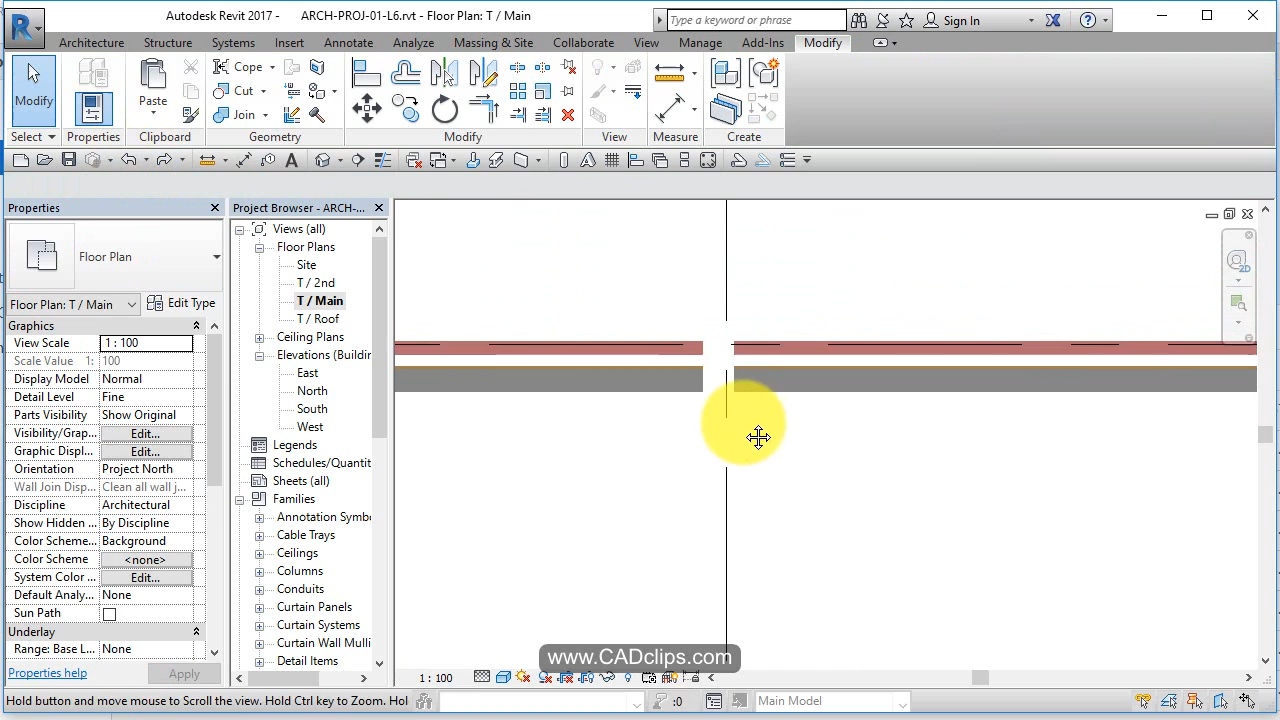 Autodesk Revit 2017 - ARCH-PROJ-01-L6.rvt - Floor Plan: T / Main
Type a keyword or phrase
Sign In
Architecture Structure Systems Insert Annotate Analyze Massing & Site Collaborate View Manage Add-Ins Modify
Modify
Paste
Cope
Cut
Join
Select Properties Clipboard Geometry Modify View Measure Create
Properties
Floor Plan
Floor Plan: T / Main Edit Type
Graphics
View Scale 1 : 100
Scale Value 1: 100
Display Model Normal
Detail Level Fine
Parts Visibility Show Original
Visibility/Grap... Edit...
Graphic Displ... Edit...
Orientation Project North
Wall Join Displ... Clean all wall j...
Discipline Architectural
Show Hidden ... By Discipline
Color Scheme... Background
Color Scheme <none>
System Color ... Edit...
Default Analy... None
Sun Path
Underlay
Range: Base L... None
Properties help Apply
Project Browser - ARCH-...
Views (all)
Floor Plans
Site
T / 2nd
T / Main
T / Roof
Ceiling Plans
Elevations (Buildin
East
North
South
West
Legends
Schedules/Quantit
Sheets (all)
Families
Annotation Symb
Cable Trays
Ceilings
Columns
Conduits
Curtain Panels
Curtain Systems
Curtain Wall Mulli
Detail Items
2D
www.CADclips.com
1 : 100
Hold button and move mouse to Scroll the view. Hold Ctrl key to Zoom. Hol
:0
Main Model